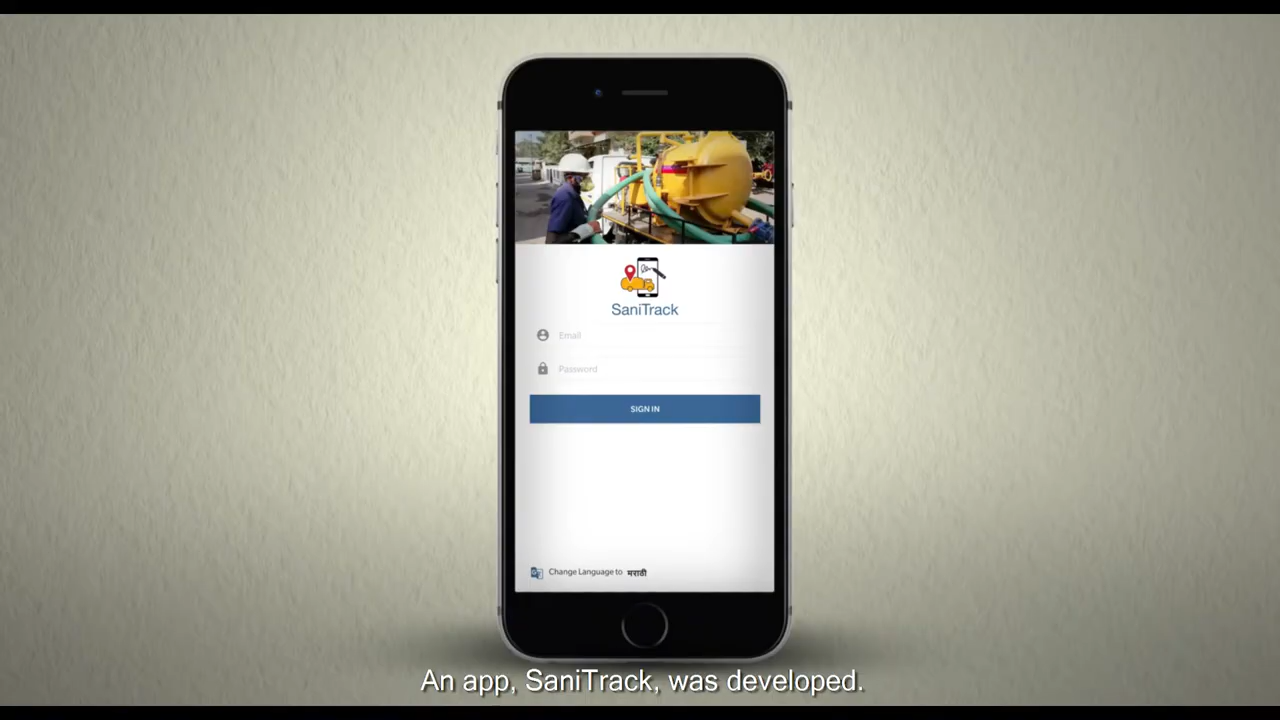 SaniTrack
Email
Password
SIGN IN
Change Language to मराठी
An app, SaniTrack, was developed.